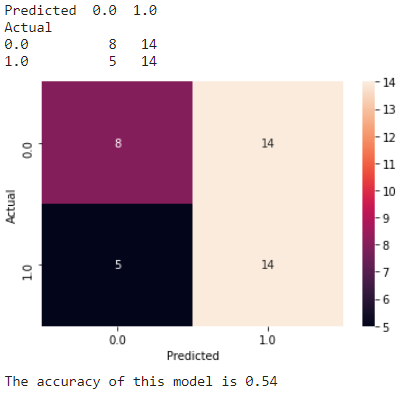 Predicted 0.0 1.0
Actual
0.0 8 14
1.0 5 14
14
13
12
11
10
9
8
7
6
5
0.0
1.0
Actual
8 14
5 14
0.0 1.0
Predicted
The accuracy of this model is 0.54